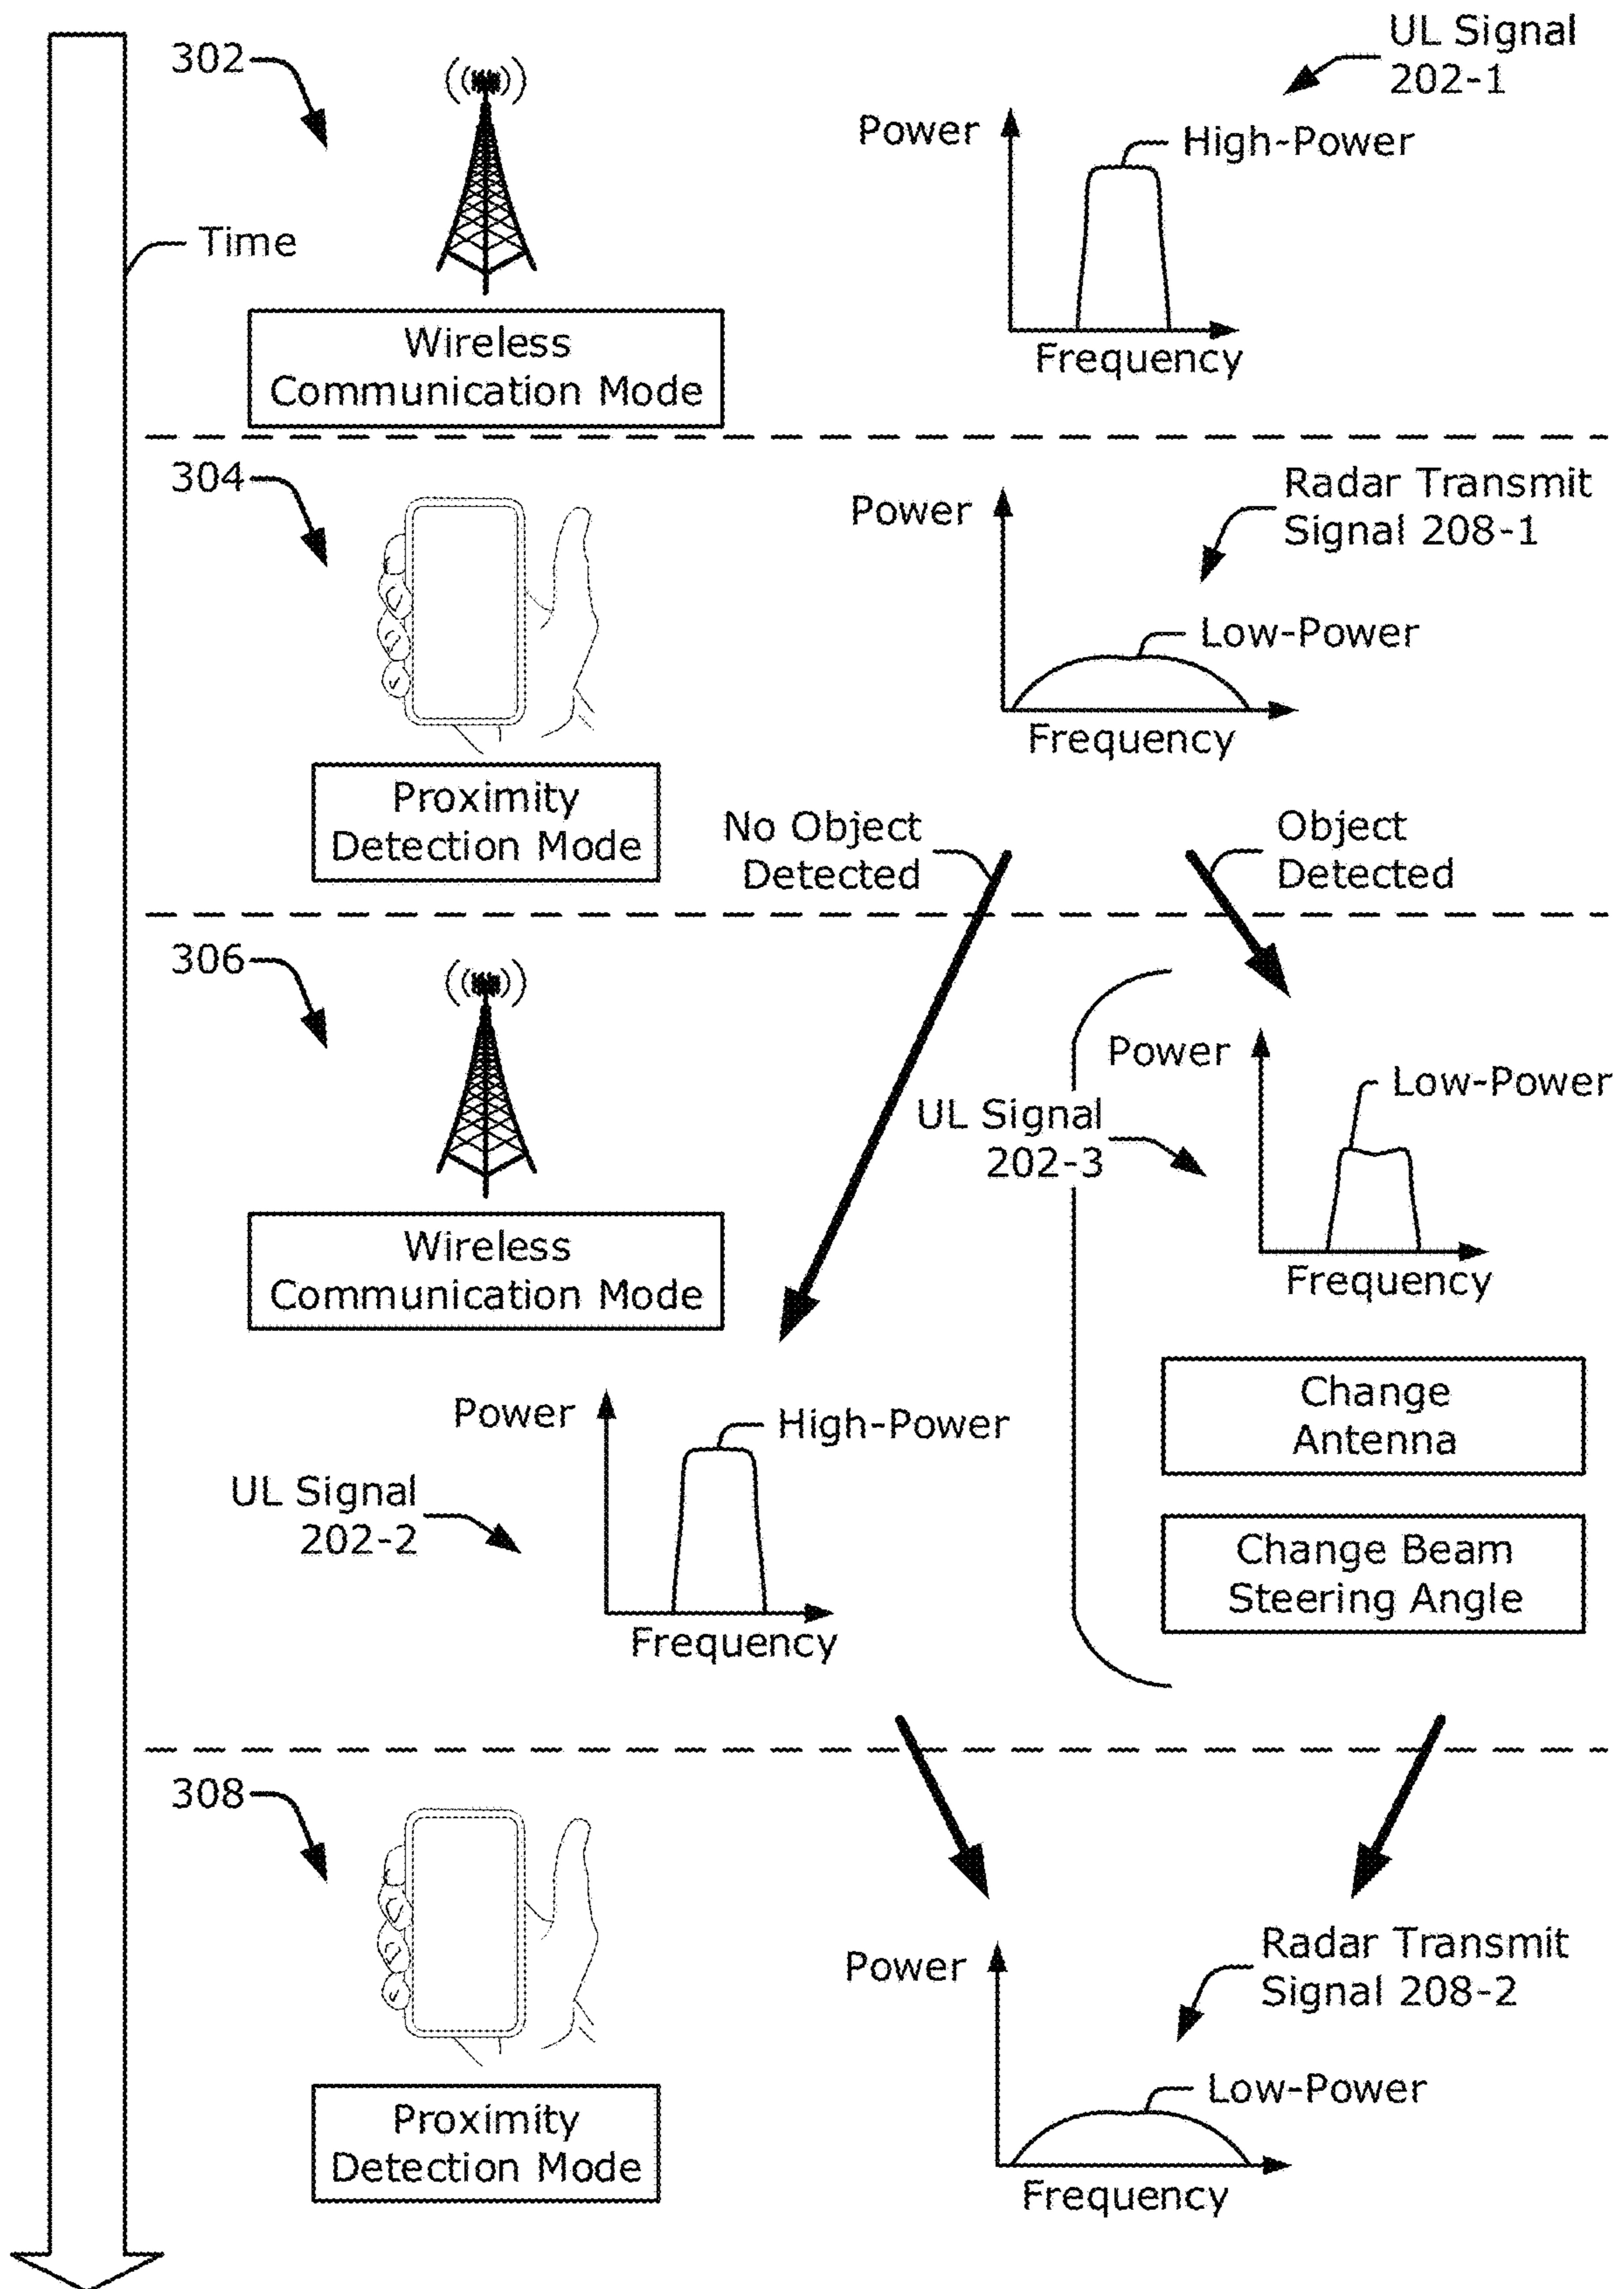 302
UL Signal
202-1
Power
High-Power
Time
Frequency
Wireless
Communication Mode
304
Radar Transmit
Signal 208-1
Power
Low-Power
Frequency
Proximity
Detection Mode
No Object
Detected
Object
Detected
306
Power
Low-Power
UL Signal
202-3
Frequency
Wireless
Communication Mode
Change
Antenna
Power
High-Power
UL Signal
202-2
Change Beam
Steering Angle
Frequency
308
Radar Transmit
Signal 208-2
Power
Low-Power
Frequency
Proximity
Detection Mode